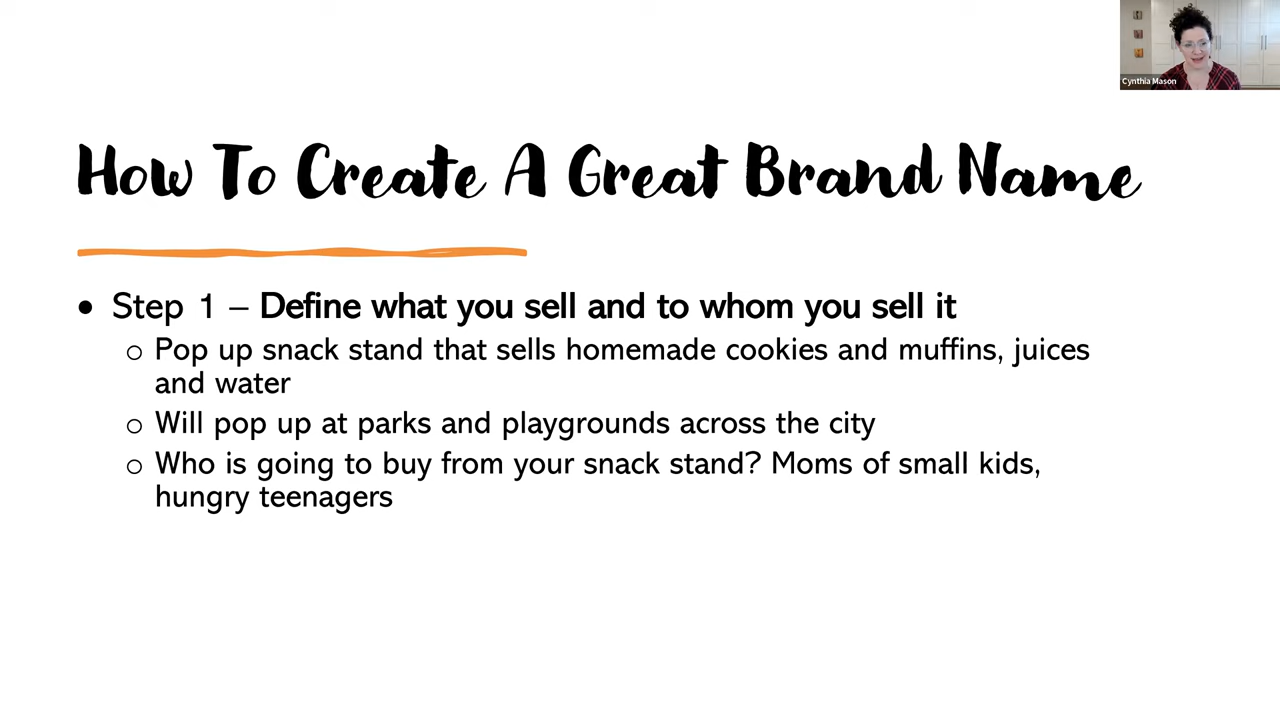 Cynthia Mason
How To Create A Great Brand Name
• Step 1 – Define what you sell and to whom you sell it
o Pop up snack stand that sells homemade cookies and muffins, juices
and water
o Will pop up at parks and playgrounds across the city
o Who is going to buy from your snack stand? Moms of small kids,
hungry teenagers